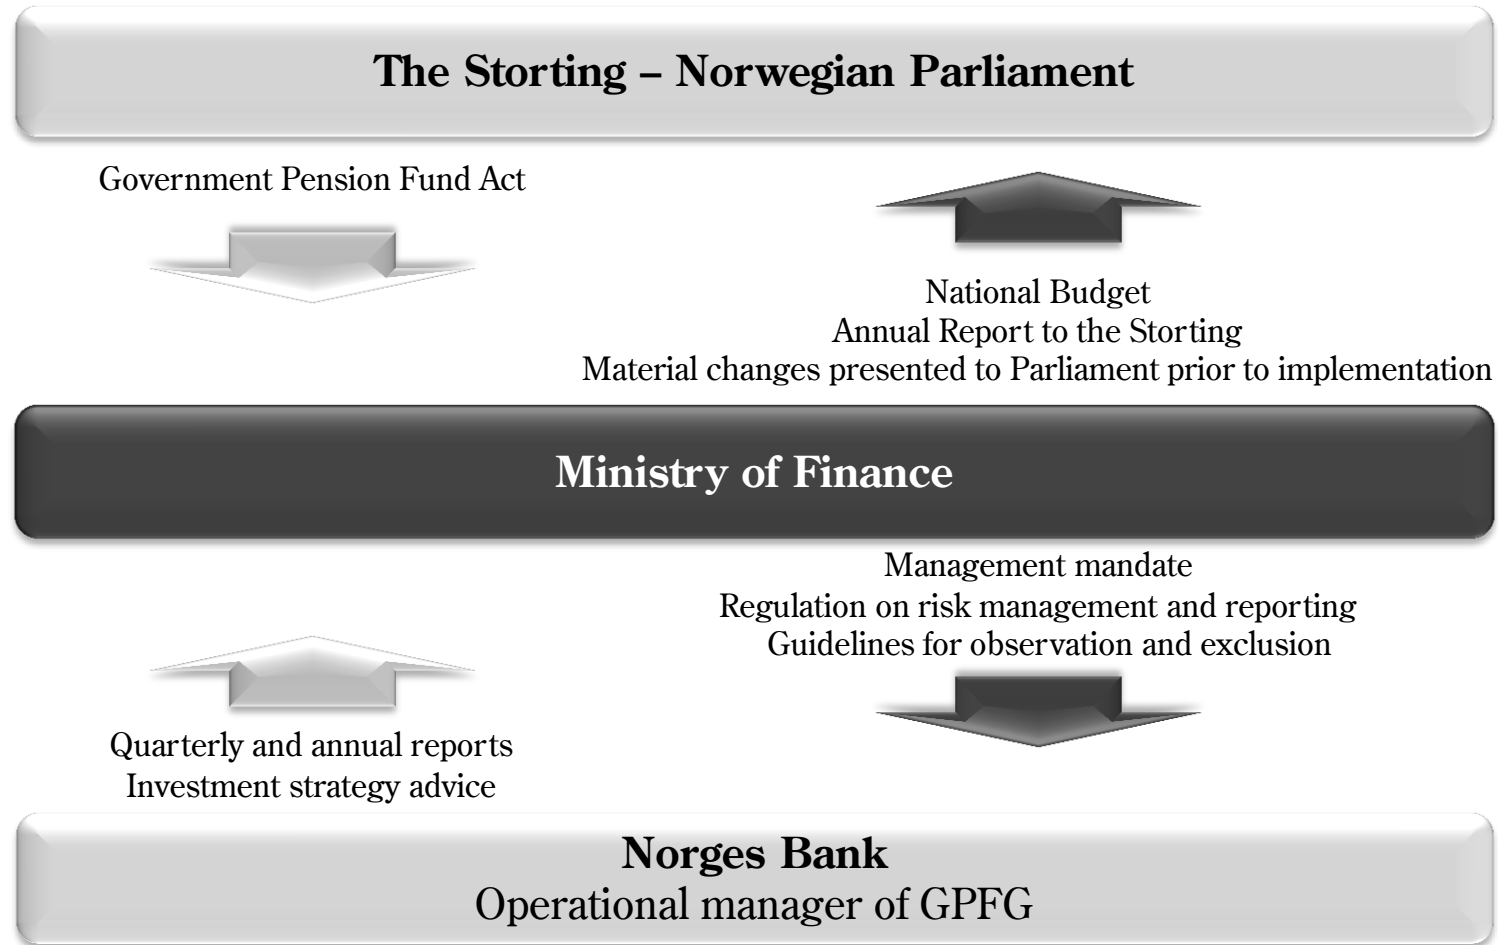 The Storting – Norwegian Parliament
Government Pension Fund Act
National Budget
Annual Report to the Storting
Material changes presented to Parliament prior to implementation
Ministry of Finance
Management mandate
Regulation on risk management and reporting
Guidelines for observation and exclusion
Quarterly and annual reports
Investment strategy advice
Norges Bank
Operational manager of GPFG